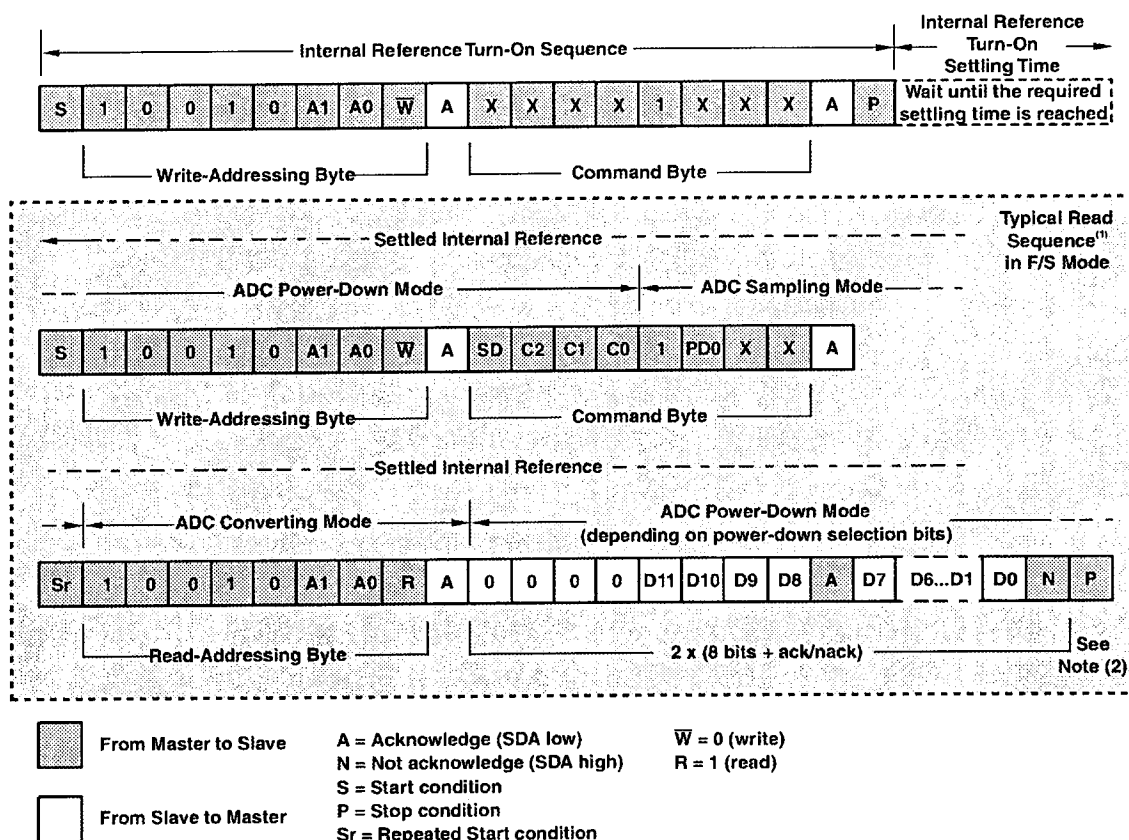 Internal Reference Turn-On Sequence
Internal Reference
Turn-On
Settling Time
S 1 0 0 1 0 A1 A0 W̅ A X X X X 1 X X X A P
Wait until the required
settling time is reached
Write-Addressing Byte
Command Byte
Typical Read
Sequence(1)
in F/S Mode
Settled Internal Reference
ADC Power-Down Mode
ADC Sampling Mode
S 1 0 0 1 0 A1 A0 W̅ A SD C2 C1 C0 1 PD0 X X A
Write-Addressing Byte
Command Byte
Settled Internal Reference
ADC Converting Mode
ADC Power-Down Mode
(depending on power-down selection bits)
Sr 1 0 0 1 0 A1 A0 R A 0 0 0 0 D11 D10 D9 D8 A D7 D6...D1 D0 N P
Read-Addressing Byte
2 x (8 bits + ack/nack)
See
Note (2)
From Master to Slave
From Slave to Master
A = Acknowledge (SDA low)
N = Not acknowledge (SDA high)
S = Start condition
P = Stop condition
Sr = Repeated Start condition
W̅ = 0 (write)
R = 1 (read)